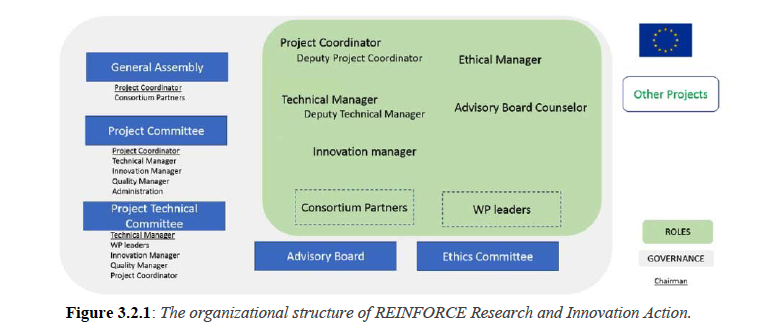 General Assembly
Project Coordinator
Consortium Partners
Project Committee
Project Coordinator
Technical Manager
Innovation Manager
Quality Manager
Administration
Project Technical
Committee
Technical Manager
WP leaders
Innovation Manager
Quality Manager
Project Coordinator
Project Coordinator
Deputy Project Coordinator
Ethical Manager
Technical Manager
Deputy Technical Manager
Advisory Board Counselor
Innovation manager
Consortium Partners
WP leaders
Advisory Board
Ethics Committee
Other Projects
ROLES
GOVERNANCE
Chairman
Figure 3.2.1: The organizational structure of REINFORCE Research and Innovation Action.